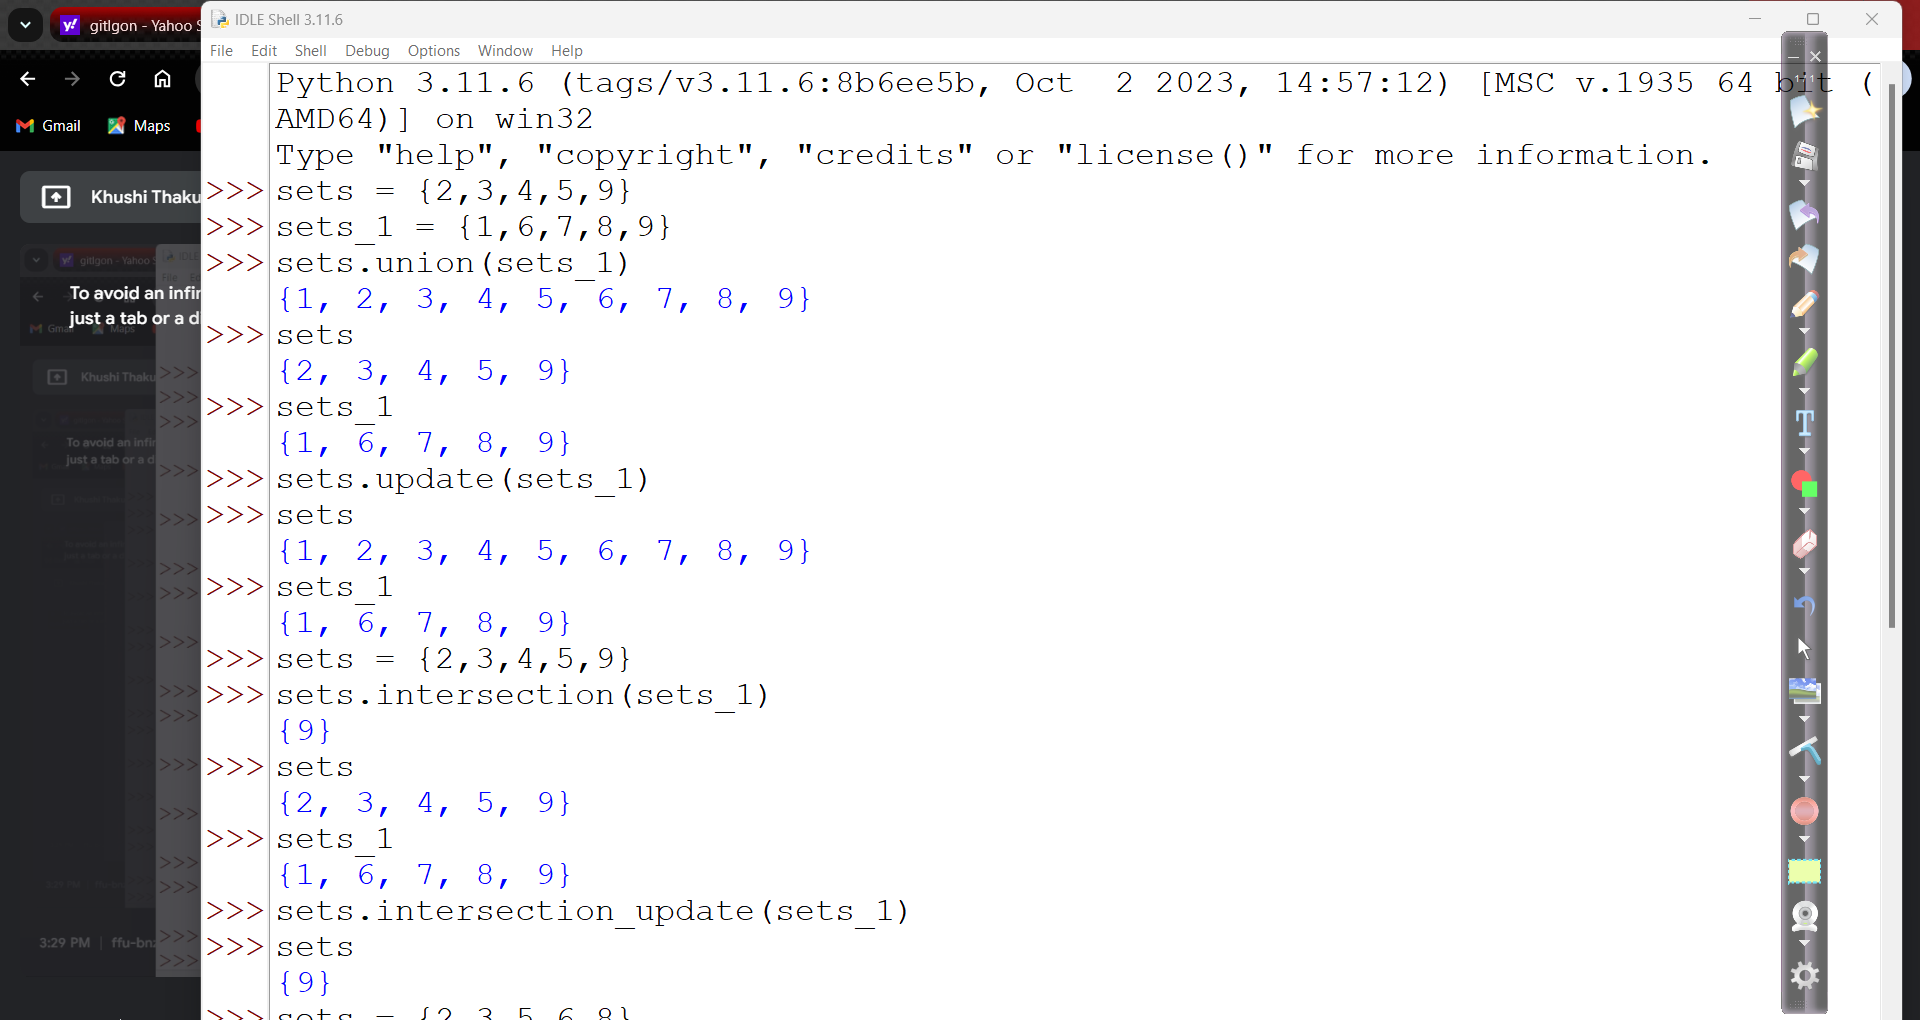 gitlgon - Yahoo S
IDLE Shell 3.11.6
File Edit Shell Debug Options Window Help
Gmail Maps
Khushi Thaku
To avoid an infir
just a tab or a d
3:29 PM | ffu-bn
Python 3.11.6 (tags/v3.11.6:8b6ee5b, Oct  2 2023, 14:57:12) [MSC v.1935 64 bit (
AMD64)] on win32
Type "help", "copyright", "credits" or "license()" for more information.
>>> sets = {2,3,4,5,9}
>>> sets_1 = {1,6,7,8,9}
>>> sets.union(sets_1)
{1, 2, 3, 4, 5, 6, 7, 8, 9}
>>> sets
{2, 3, 4, 5, 9}
>>> sets_1
{1, 6, 7, 8, 9}
>>> sets.update(sets_1)
>>> sets
{1, 2, 3, 4, 5, 6, 7, 8, 9}
>>> sets_1
{1, 6, 7, 8, 9}
>>> sets = {2,3,4,5,9}
>>> sets.intersection(sets_1)
{9}
>>> sets
{2, 3, 4, 5, 9}
>>> sets_1
{1, 6, 7, 8, 9}
>>> sets.intersection_update(sets_1)
>>> sets
{9}
>>> sets = {2,3,5,6,8}